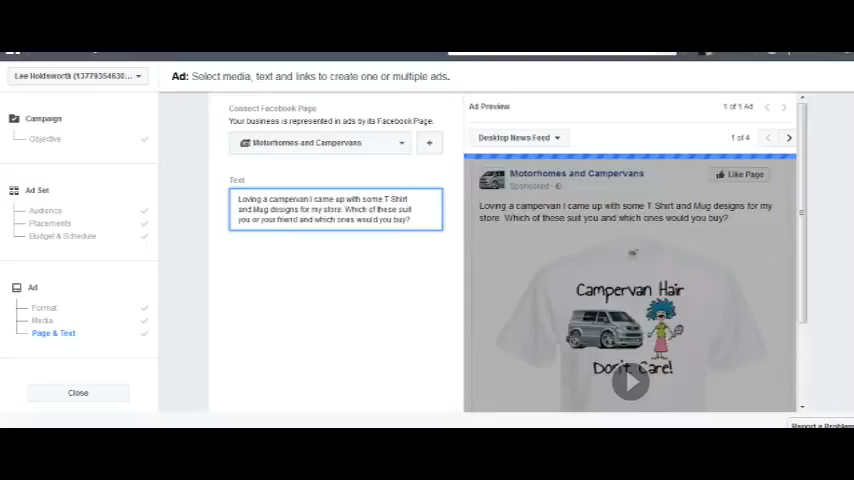 Lee Holdsworth (13779354630...
Ad: Select media, text and links to create one or multiple ads.
Campaign
Objective
Ad Set
Audience
Placements
Budget & Schedule
Ad
Format
Media
Page & Text
Close
Connect Facebook Page
Your business is represented in ads by its Facebook Page.
Motorhomes and Campervans
+
Text
Loving a campervan I came up with some T Shirt
and Mug designs for my store. Which of these suit
you or your friend and which ones would you buy?
Ad Preview
1 of 1 Ad
Desktop News Feed
1 of 4
Motorhomes and Campervans
Sponsored
Like Page
Loving a campervan I came up with some T Shirt and Mug designs for my
store. Which of these suit you and which ones would you buy?
Campervan Hair
Don't Care!
Report a Problem